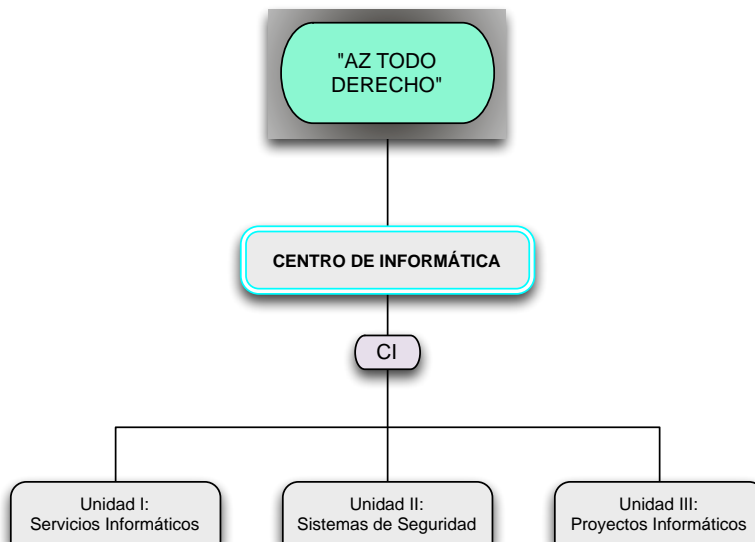 "AZ TODO
DERECHO"
CENTRO DE INFORMÁTICA
CI
Unidad I:
Servicios Informáticos
Unidad II:
Sistemas de Seguridad
Unidad III:
Proyectos Informáticos